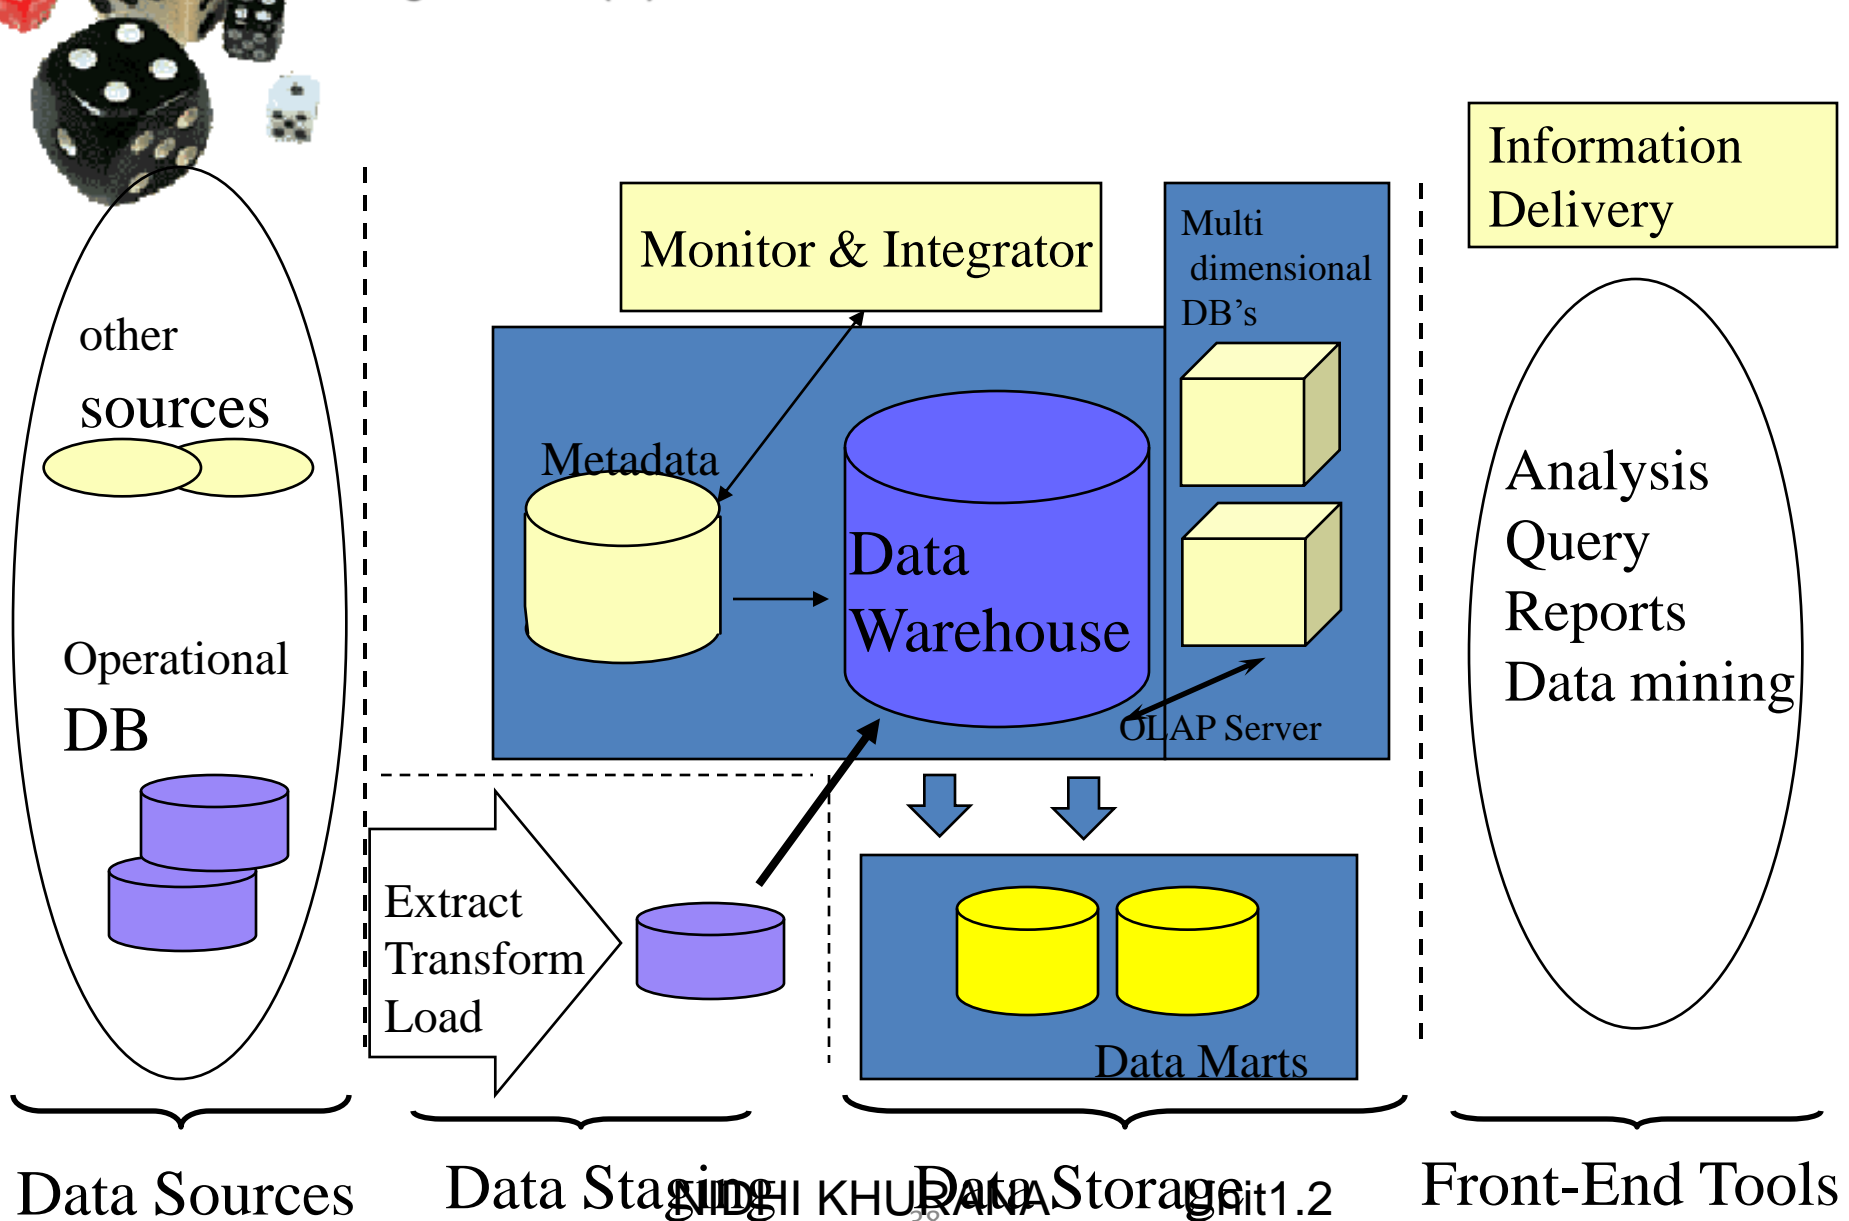 Information
Delivery
Monitor & Integrator
Multi
dimensional
DB's
other
sources
Metadata
Data
Warehouse
Analysis
Query
Reports
Data mining
Operational
DB
OLAP Server
Extract
Transform
Load
Data Marts
Data Sources
Data Staging
Data Storage
Front-End Tools
NIDHI KHURANA
Unit1.2